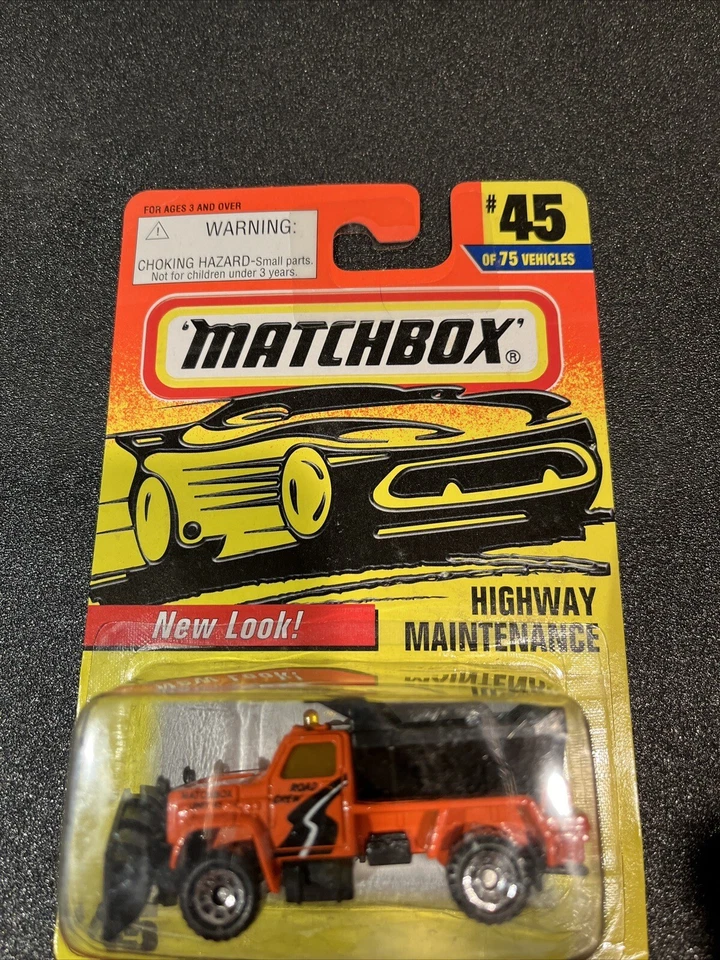 FOR AGES 3 AND OVER
WARNING:
CHOKING HAZARD-Small parts.
Not for children under 3 years.
#45
OF 75 VEHICLES
'MATCHBOX'®
New Look!
HIGHWAY
MAINTENANCE
ROAD
CREW
MATCHBOX